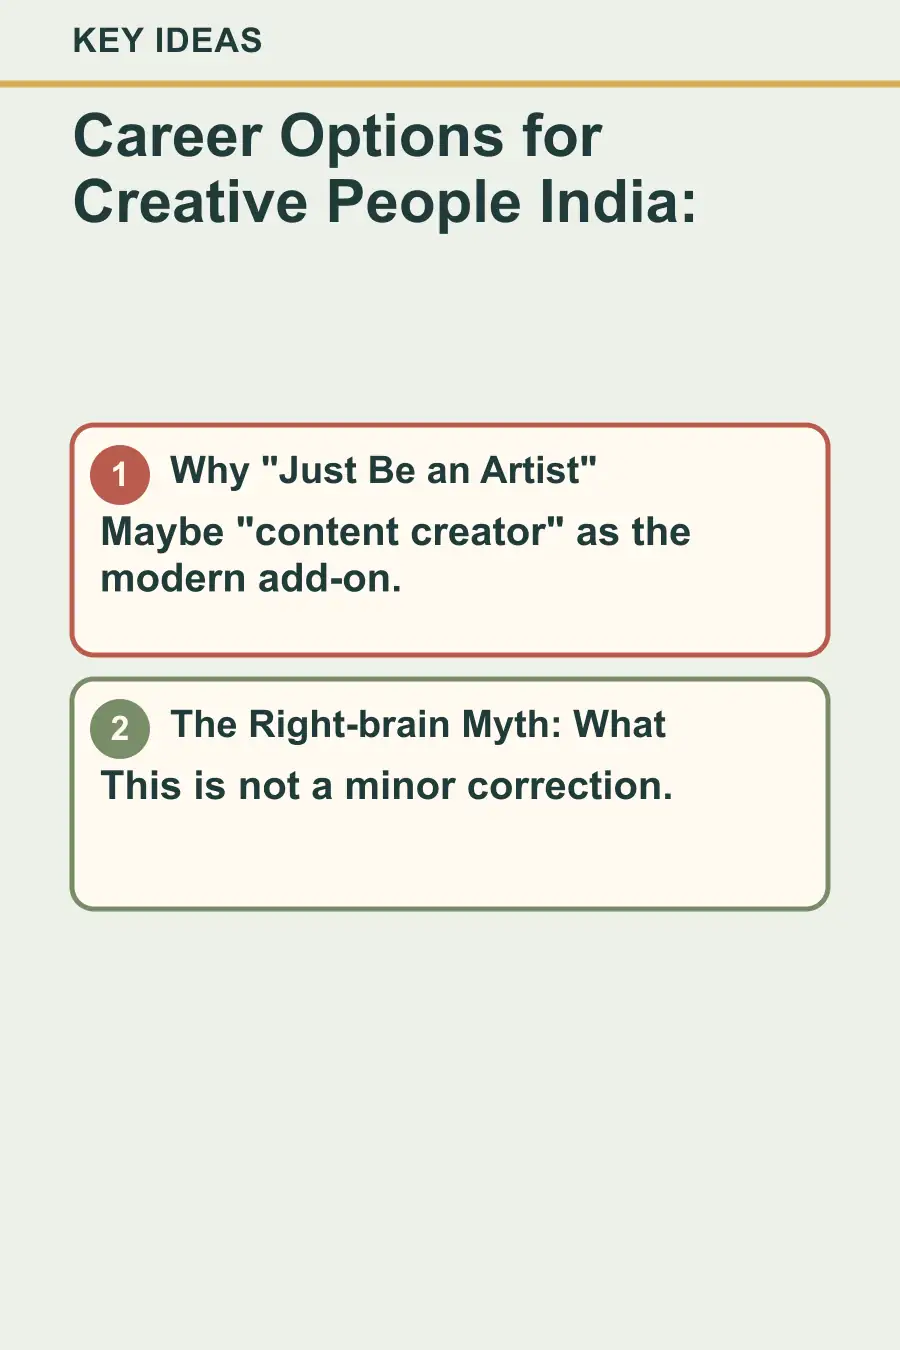 KEY IDEAS
Career Options for
Creative People India:
1 Why "Just Be an Artist"
Maybe "content creator" as the
modern add-on.
2 The Right-brain Myth: What
This is not a minor correction.